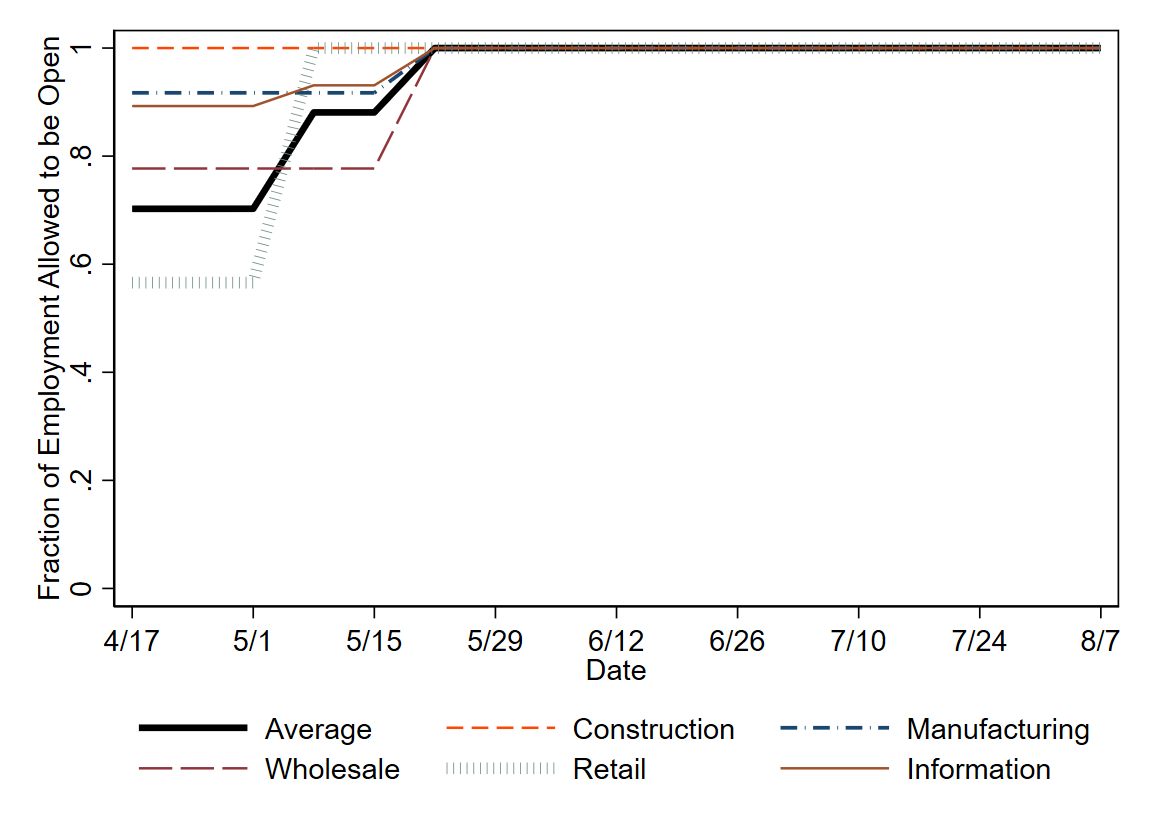 Fraction of Employment Allowed to be Open
1
.8
.6
.4
.2
0
4/17 5/1 5/15 5/29 6/12 6/26 7/10 7/24 8/7
Date
Average Construction Manufacturing
Wholesale Retail Information